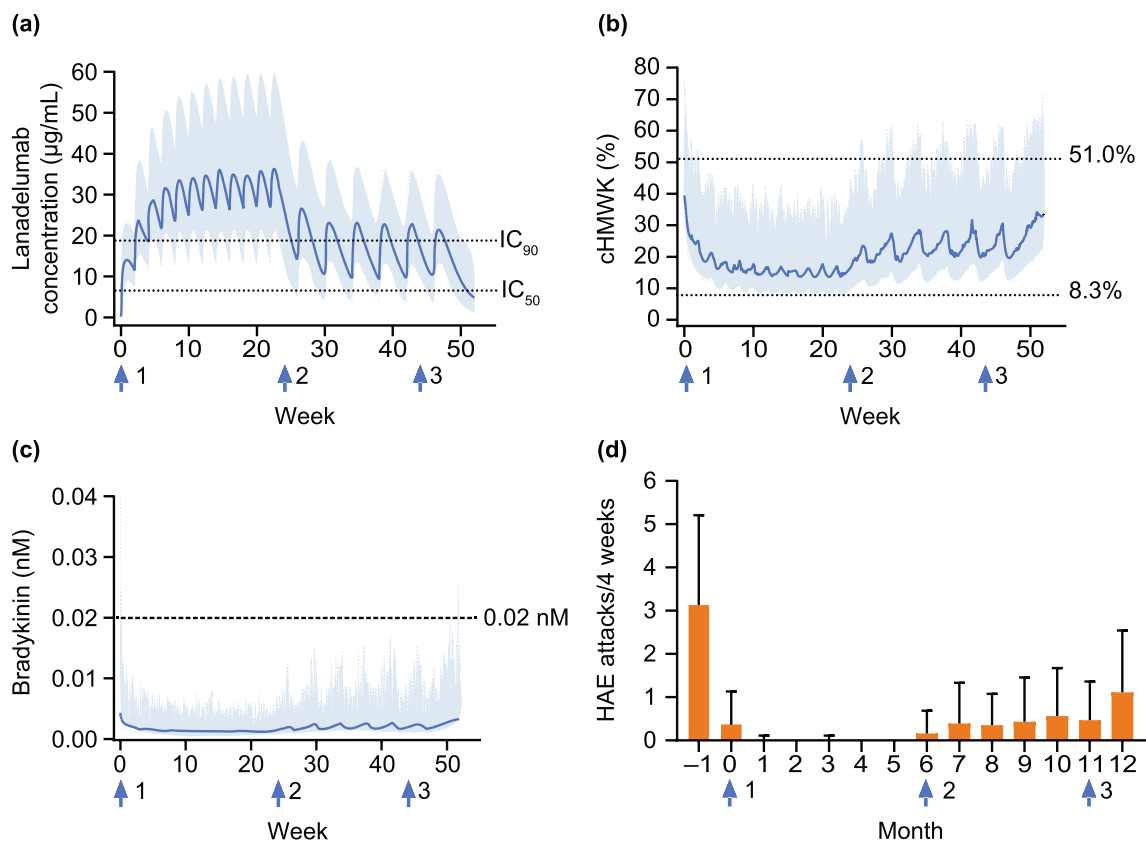 (a)
Lanadelumab
concentration (µg/mL)
60
50
40
30
20
10
0
IC90
IC50
0 10 20 30 40 50
1 2 3
Week
(b)
cHMWK (%)
80
70
60
50
40
30
20
10
0
51.0%
8.3%
0 10 20 30 40 50
1 2 3
Week
(c)
Bradykinin (nM)
0.04
0.03
0.02
0.01
0.00
0.02 nM
0 10 20 30 40 50
1 2 3
Week
(d)
HAE attacks/4 weeks
6
5
4
3
2
1
0
–1 0 1 2 3 4 5 6 7 8 9 10 11 12
1 2 3
Month